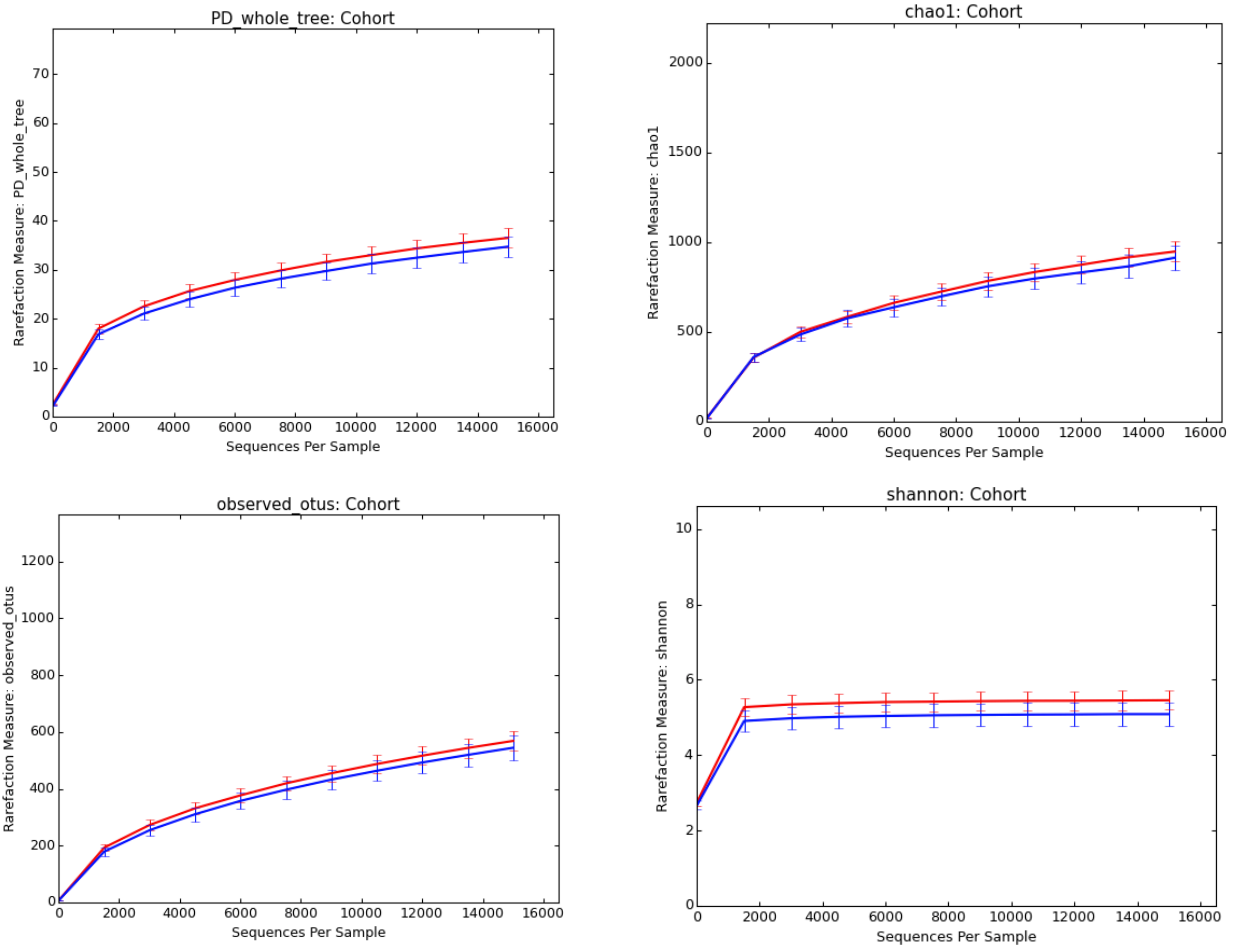 PD_whole_tree: Cohort
70
60
50
40
30
20
10
0
Rarefaction Measure: PD_whole_tree
0 2000 4000 6000 8000 10000 12000 14000 16000
Sequences Per Sample
chao1: Cohort
2000
1500
1000
500
0
Rarefaction Measure: chao1
0 2000 4000 6000 8000 10000 12000 14000 16000
Sequences Per Sample
observed_otus: Cohort
1200
1000
800
600
400
200
0
Rarefaction Measure: observed_otus
0 2000 4000 6000 8000 10000 12000 14000 16000
Sequences Per Sample
shannon: Cohort
10
8
6
4
2
0
Rarefaction Measure: shannon
0 2000 4000 6000 8000 10000 12000 14000 16000
Sequences Per Sample